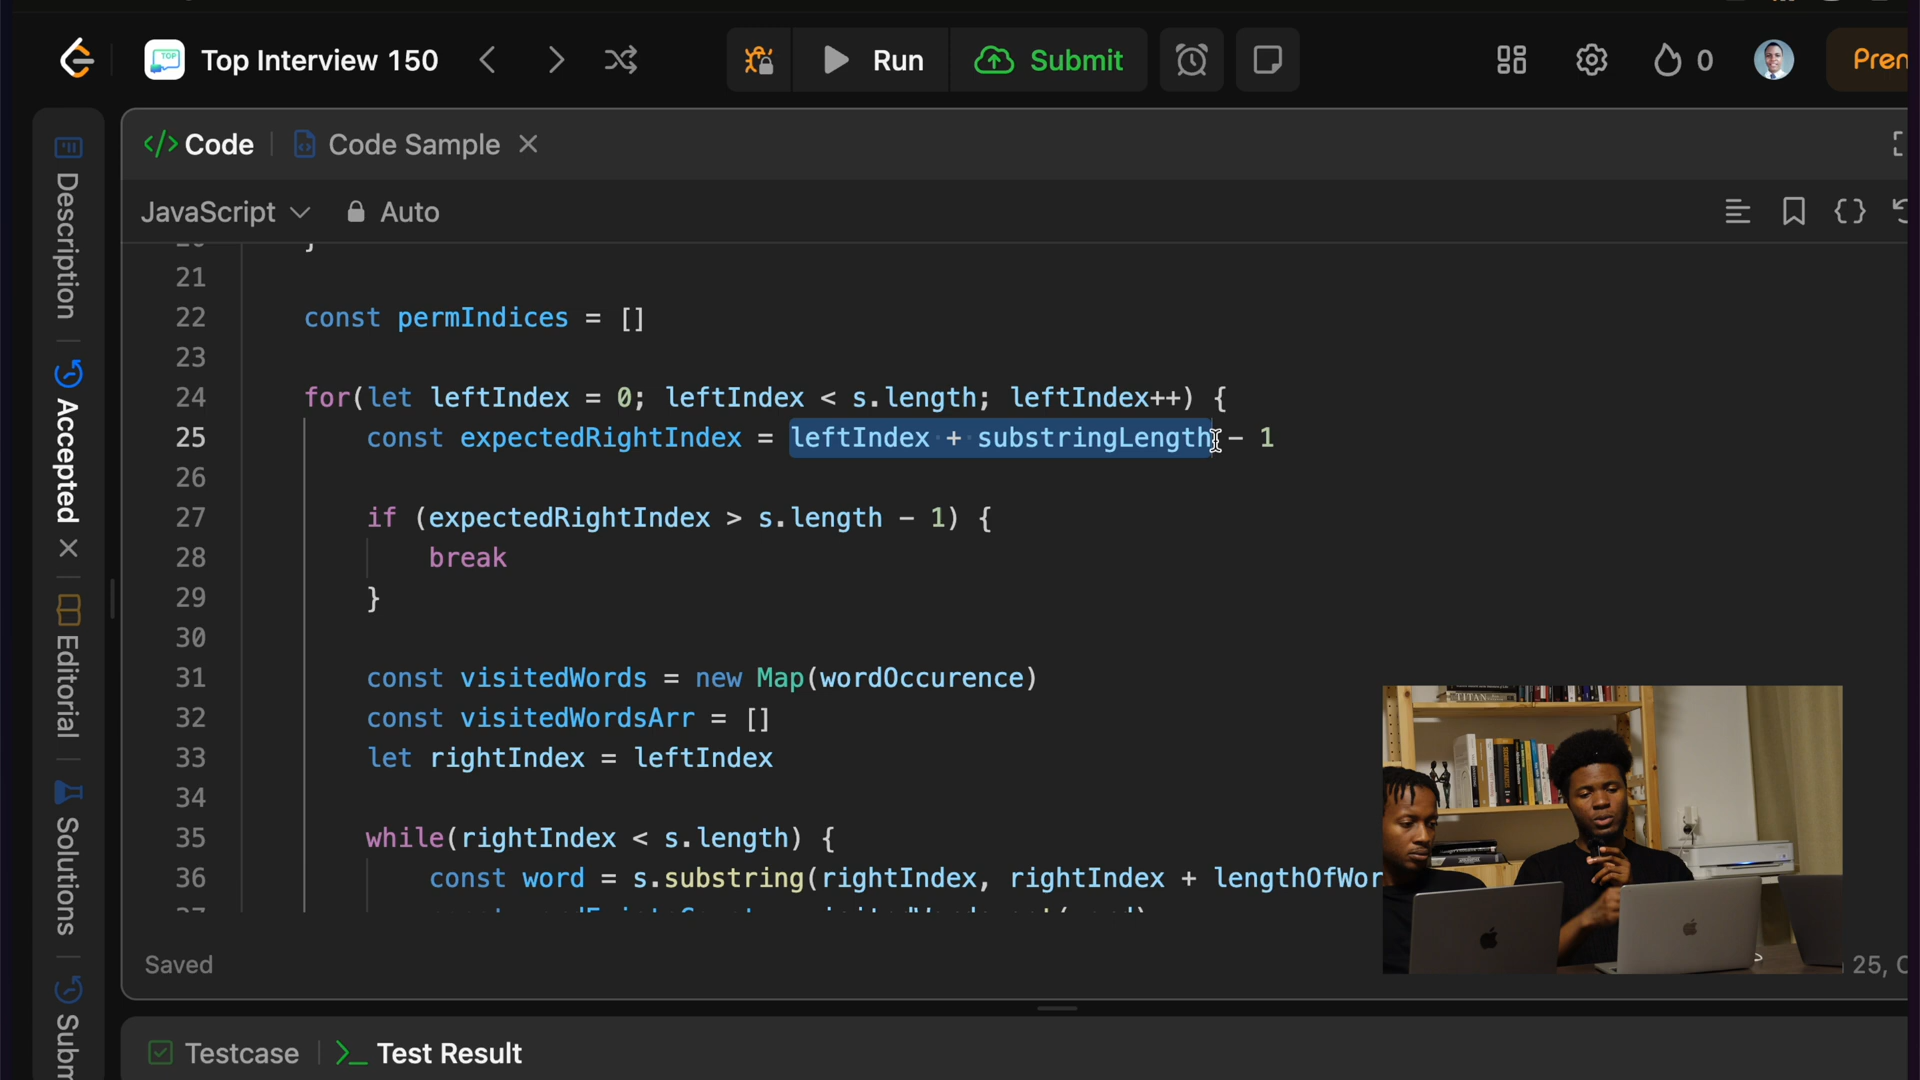 Top Interview 150
Run
Submit
0
Code
Code Sample
JavaScript
Auto
Description
Accepted
Editorial
Solutions
21
22 const permIndices = []
23
24 for(let leftIndex = 0; leftIndex < s.length; leftIndex++) {
25 const expectedRightIndex = leftIndex + substringLength - 1
26
27 if (expectedRightIndex > s.length - 1) {
28 break
29 }
30
31 const visitedWords = new Map(wordOccurence)
32 const visitedWordsArr = []
33 let rightIndex = leftIndex
34
35 while(rightIndex < s.length) {
36 const word = s.substring(rightIndex, rightIndex + lengthOfWor
Saved
25, C
Testcase
>_ Test Result
TITAN